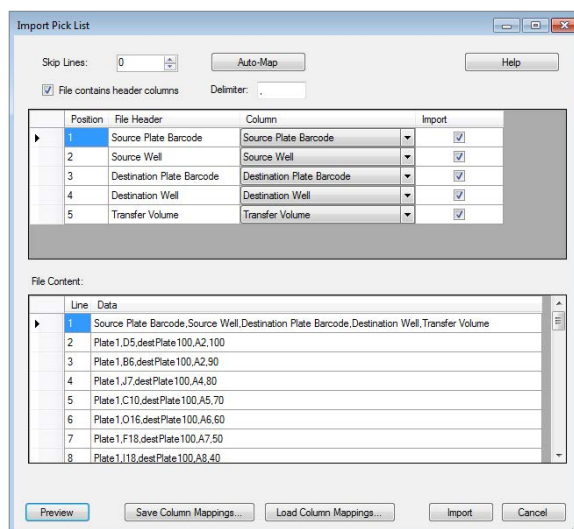 Import Pick List
Skip Lines: 0 Auto-Map Help
File contains header columns Delimiter: ,
Position File Header Column Import
1 Source Plate Barcode Source Plate Barcode
2 Source Well Source Well
3 Destination Plate Barcode Destination Plate Barcode
4 Destination Well Destination Well
5 Transfer Volume Transfer Volume
File Content:
Line Data
1 Source Plate Barcode,Source Well,Destination Plate Barcode,Destination Well,Transfer Volume
2 Plate1,D5,destPlate100,A2,100
3 Plate1,B6,destPlate100,A2,90
4 Plate1,J7,destPlate100,A4,80
5 Plate1,C10,destPlate100,A5,70
6 Plate1,O16,destPlate100,A6,60
7 Plate1,F18,destPlate100,A7,50
8 Plate1,I18,destPlate100,A8,40
Preview Save Column Mappings... Load Column Mappings... Import Cancel